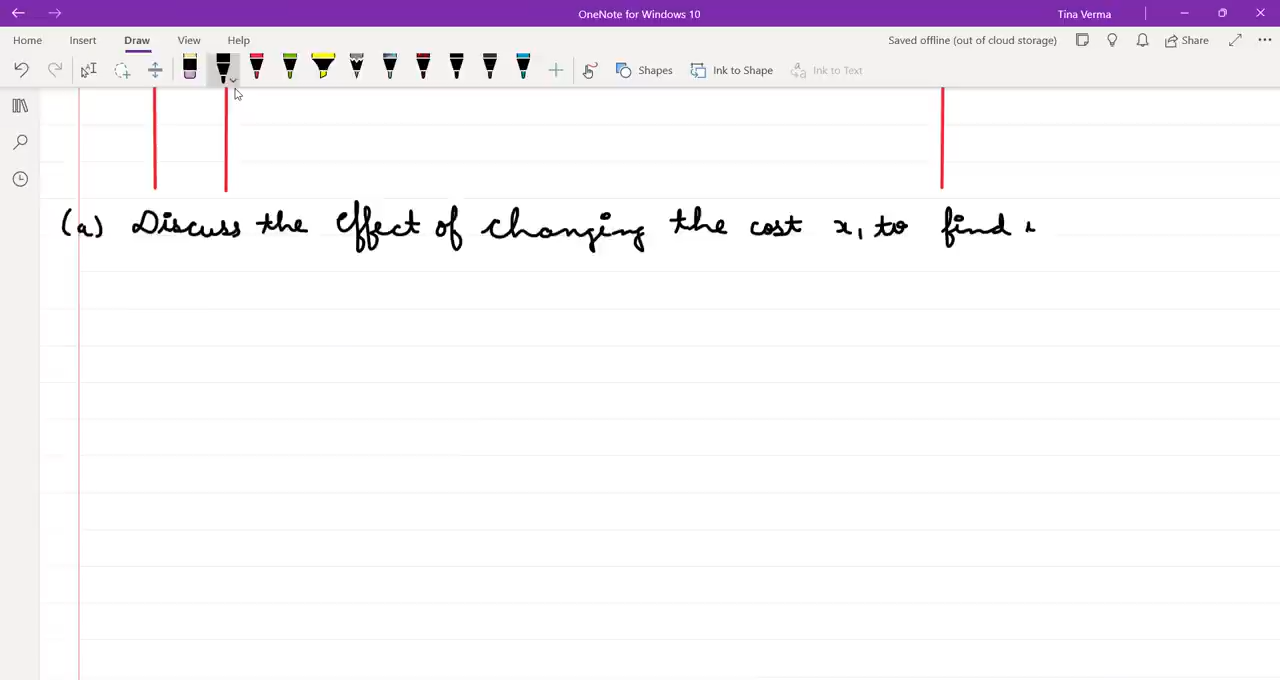 OneNote for Windows 10
Tina Verma
Home Insert Draw View Help
Saved offline (out of cloud storage) Share
Shapes Ink to Shape Ink to Text
(a) Discuss the effect of changing the cost x₁ to find